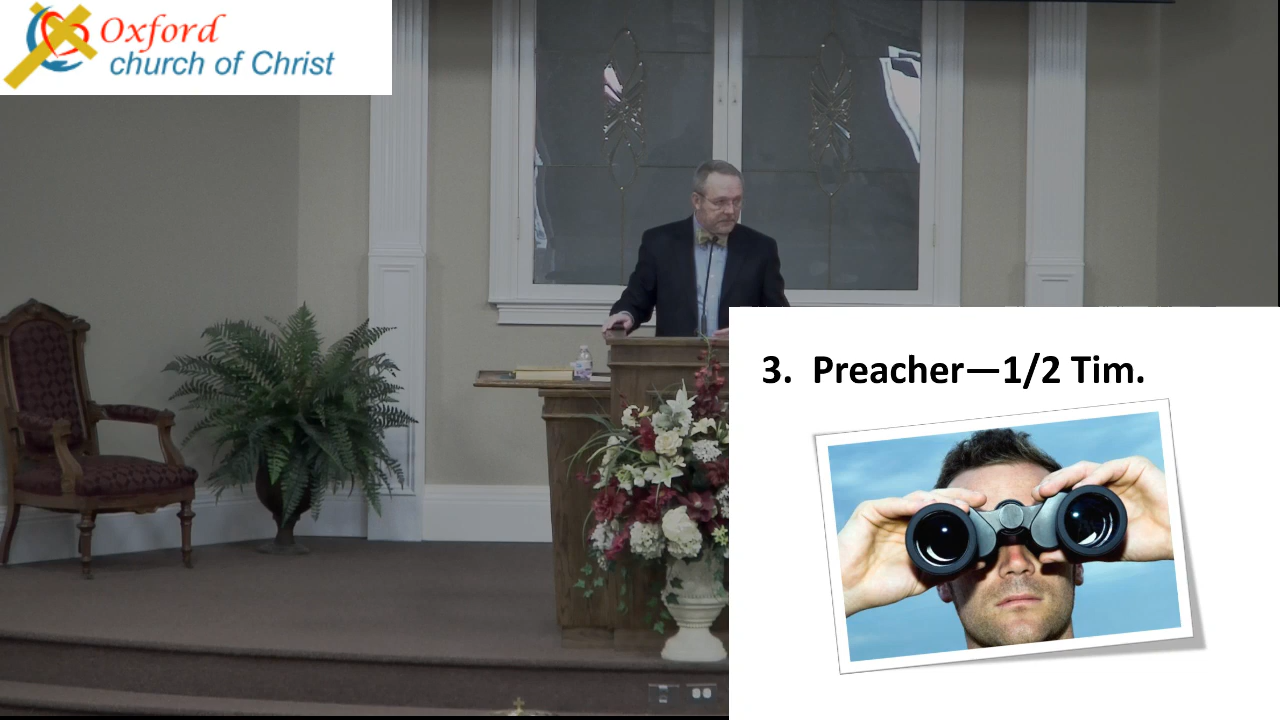 Oxford
church of Christ
3. Preacher—1/2 Tim.